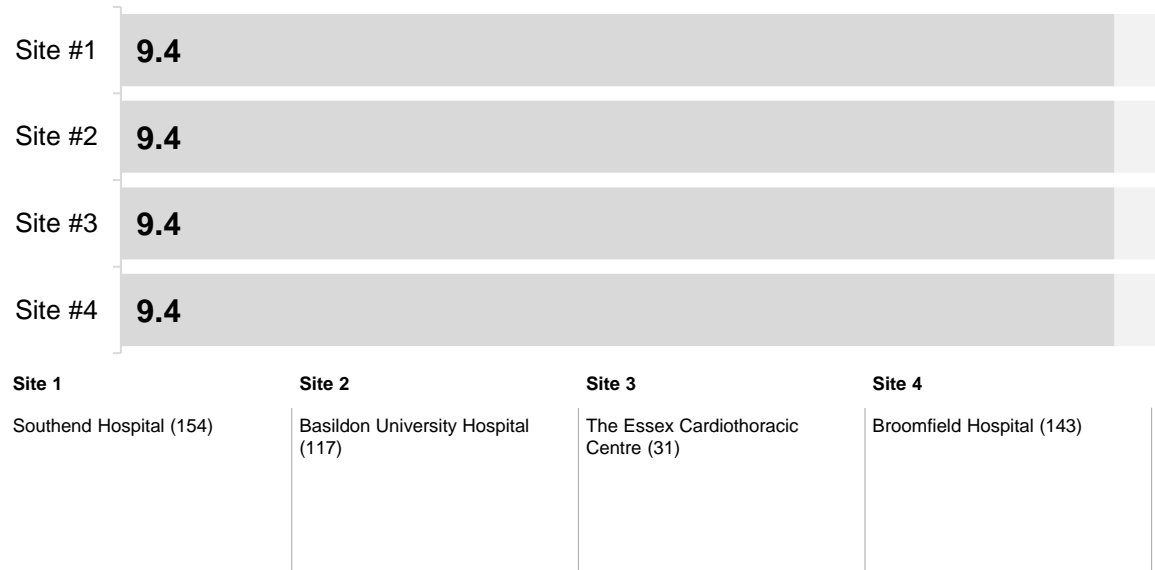 Site #1 9.4
Site #2 9.4
Site #3 9.4
Site #4 9.4
Site 1
Southend Hospital (154)
Site 2
Basildon University Hospital
(117)
Site 3
The Essex Cardiothoracic
Centre (31)
Site 4
Broomfield Hospital (143)